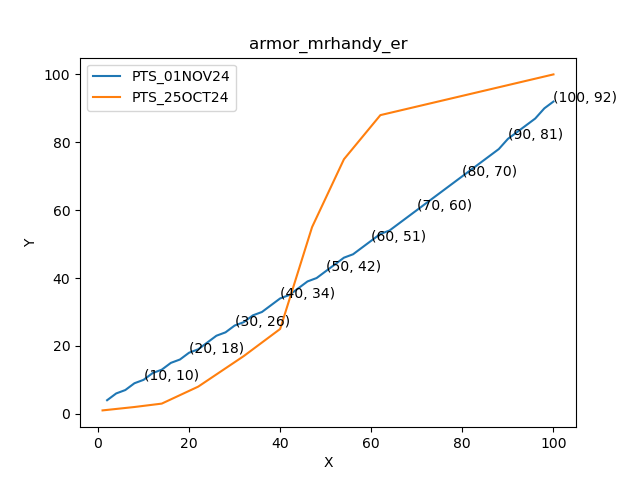 armor_mrhandy_er
PTS_01NOV24
PTS_25OCT24
100
80
60
40
20
0
Y
(100, 92)
(90, 81)
(80, 70)
(70, 60)
(60, 51)
(50, 42)
(40, 34)
(30, 26)
(20, 18)
(10, 10)
0 20 40 60 80 100
X